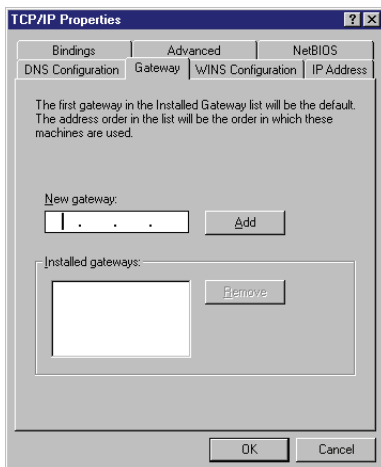 TCP/IP Properties
Bindings Advanced NetBIOS
DNS Configuration Gateway WINS Configuration IP Address
The first gateway in the Installed Gateway list will be the default.
The address order in the list will be the order in which these
machines are used.
New gateway:
. . .
Add
Installed gateways:
Remove
OK Cancel